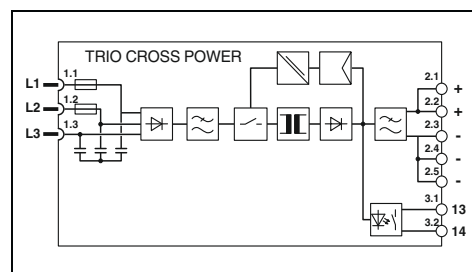 TRIO CROSS POWER
L1 1.1
L2 1.2
L3 1.3
2.1 +
2.2 +
2.3 -
2.4 -
2.5 -
3.1 13
3.2 14